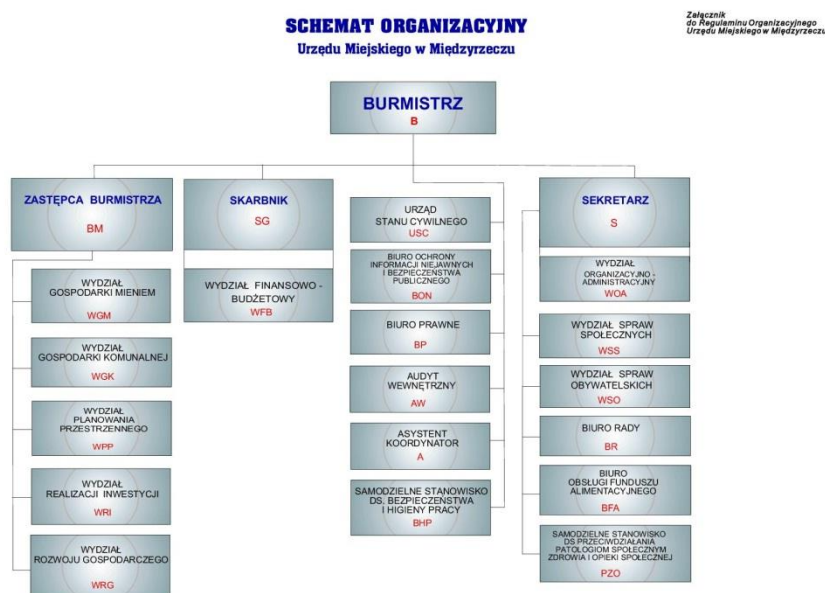 SCHEMAT ORGANIZACYJNY
Urzędu Miejskiego w Międzyrzeczu
Załącznik
do Regulaminu Organizacyjnego
Urzędu Miejskiego w Międzyrzeczu
BURMISTRZ
B
ZASTĘPCA BURMISTRZA
BM
WYDZIAŁ
GOSPODARKI MIENIEM
WGM
WYDZIAŁ
GOSPODARKI KOMUNALNEJ
WGK
WYDZIAŁ
PLANOWANIA
PRZESTRZENNEGO
WPP
WYDZIAŁ
REALIZACJI INWESTYCJI
WRI
WYDZIAŁ
ROZWOJU GOSPODARCZEGO
WRG
SKARBNIK
SG
WYDZIAŁ FINANSOWO -
BUDŻETOWY
WFB
URZĄD
STANU CYWILNEGO
USC
BIURO OCHRONY
INFORMACJI NIEJAWNYCH
I BEZPIECZEŃSTWA
PUBLICZNEGO
BON
BIURO PRAWNE
BP
AUDYT
WEWNĘTRZNY
AW
ASYSTENT
KOORDYNATOR
A
SAMODZIELNE STANOWISKO
DS. BEZPIECZEŃSTWA
I HIGIENY PRACY
BHP
SEKRETARZ
S
WYDZIAŁ
ORGANIZACYJNO -
ADMINISTRACYJNY
WOA
WYDZIAŁ SPRAW
SPOŁECZNYCH
WSS
WYDZIAŁ SPRAW
OBYWATELSKICH
WSO
BIURO RADY
BR
BIURO
OBSŁUGI FUNDUSZU
ALIMENTACYJNEGO
BFA
SAMODZIELNE STANOWISKO
DS PRZECIWDZIAŁANIA
PATOLOGIOM SPOŁECZNYM
ZDROWIA I OPIEKI SPOŁECZNEJ
PZO